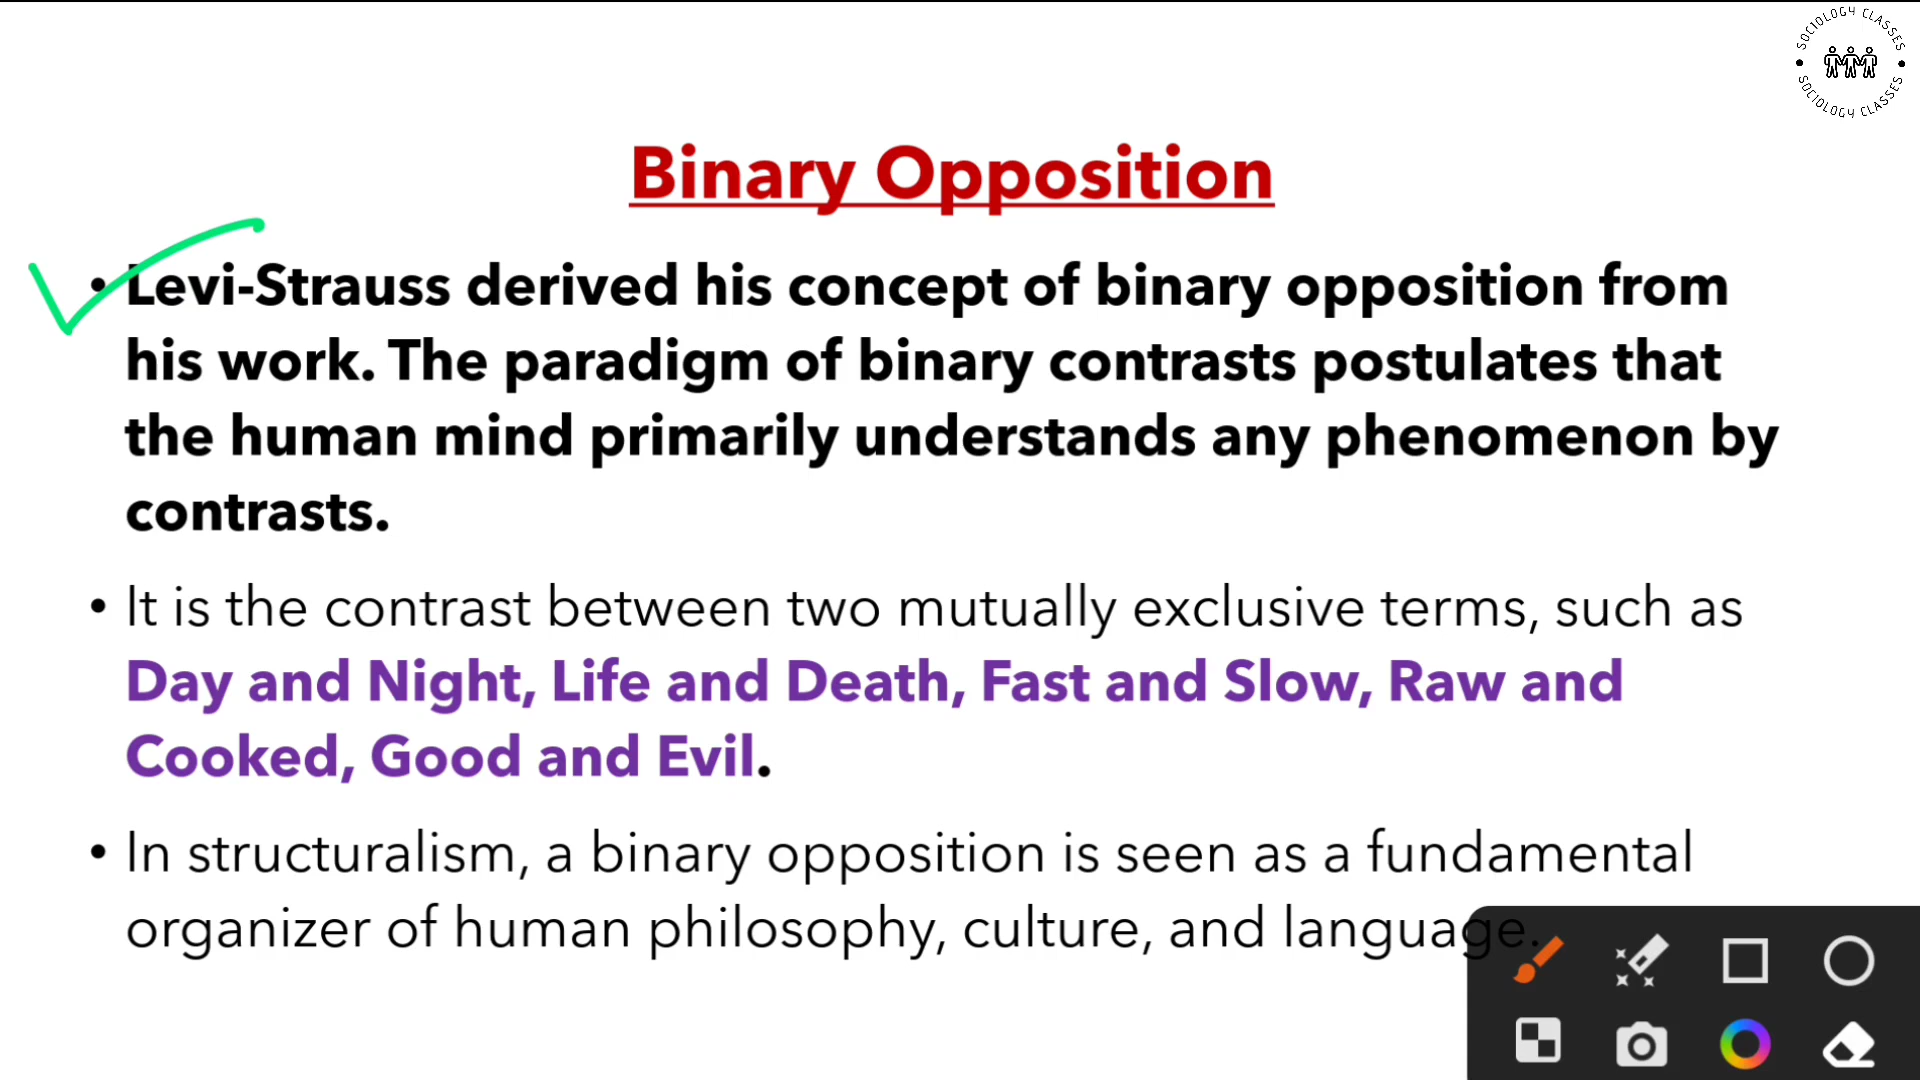 SOCIOLOGY CLASSES
SOCIOLOGY CLASSES
Binary Opposition
• Levi-Strauss derived his concept of binary opposition from
his work. The paradigm of binary contrasts postulates that
the human mind primarily understands any phenomenon by
contrasts.
• It is the contrast between two mutually exclusive terms, such as
Day and Night, Life and Death, Fast and Slow, Raw and
Cooked, Good and Evil.
• In structuralism, a binary opposition is seen as a fundamental
organizer of human philosophy, culture, and language.